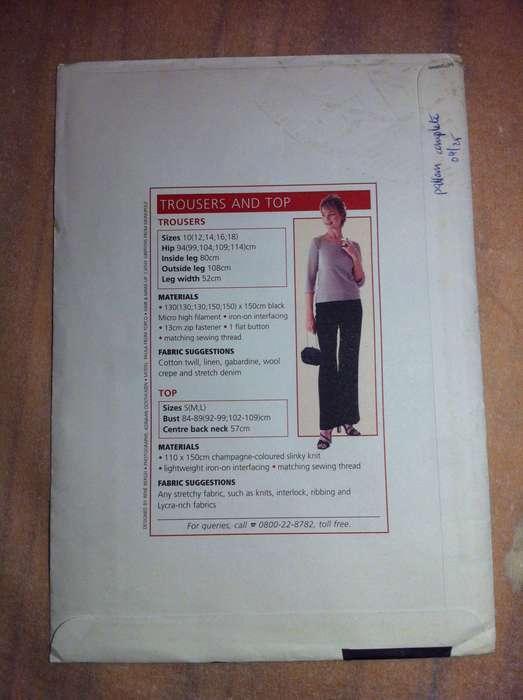 pattern complete
04/25
TROUSERS AND TOP
TROUSERS
Sizes 10(12;14;16;18)
Hip 94(99;104;109;114)cm
Inside leg 80cm
Outside leg 108cm
Leg width 52cm
MATERIALS
• 130(130;130;150;150) x 150cm black
Micro high filament • iron-on interfacing
• 13cm zip fastener • 1 flat button
• matching sewing thread
FABRIC SUGGESTIONS
Cotton twill, linen, gabardine, wool
crepe and stretch denim
TOP
Sizes S(M;L)
Bust 84-89(92-99;102-109)cm
Centre back neck 57cm
MATERIALS
• 110 x 150cm champagne-coloured slinky knit
• lightweight iron-on interfacing • matching sewing thread
FABRIC SUGGESTIONS
Any stretchy fabric, such as knits, interlock, ribbing and
Lycra-rich fabrics
For queries, call ☎ 0800-22-8782, toll free.